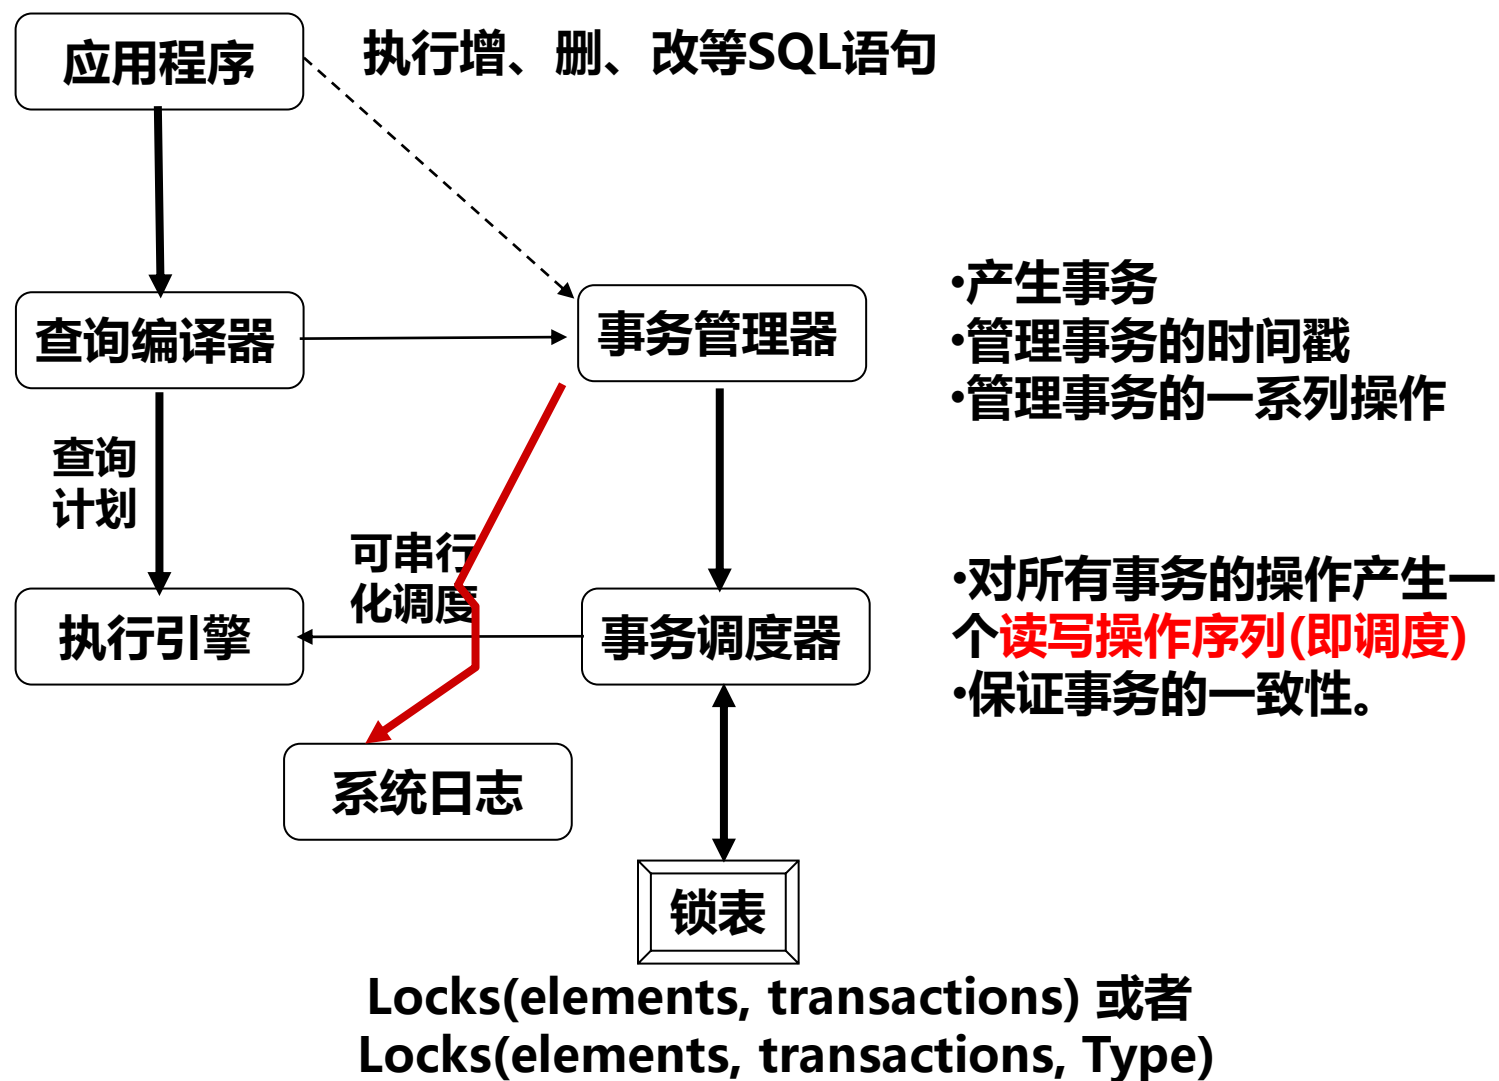 应用程序
执行增、删、改等SQL语句
查询编译器
事务管理器
•产生事务
•管理事务的时间戳
•管理事务的一系列操作
查询
计划
可串行
化调度
执行引擎
事务调度器
•对所有事务的操作产生一
个读写操作序列(即调度)
•保证事务的一致性。
系统日志
锁表
Locks(elements, transactions) 或者
Locks(elements, transactions, Type)